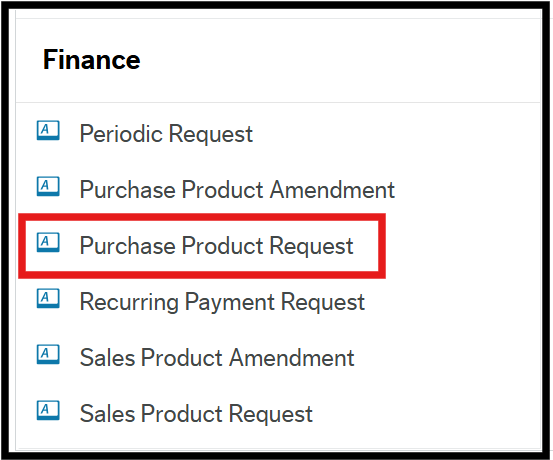 Finance
A Periodic Request
A Purchase Product Amendment
A Purchase Product Request
A Recurring Payment Request
A Sales Product Amendment
A Sales Product Request